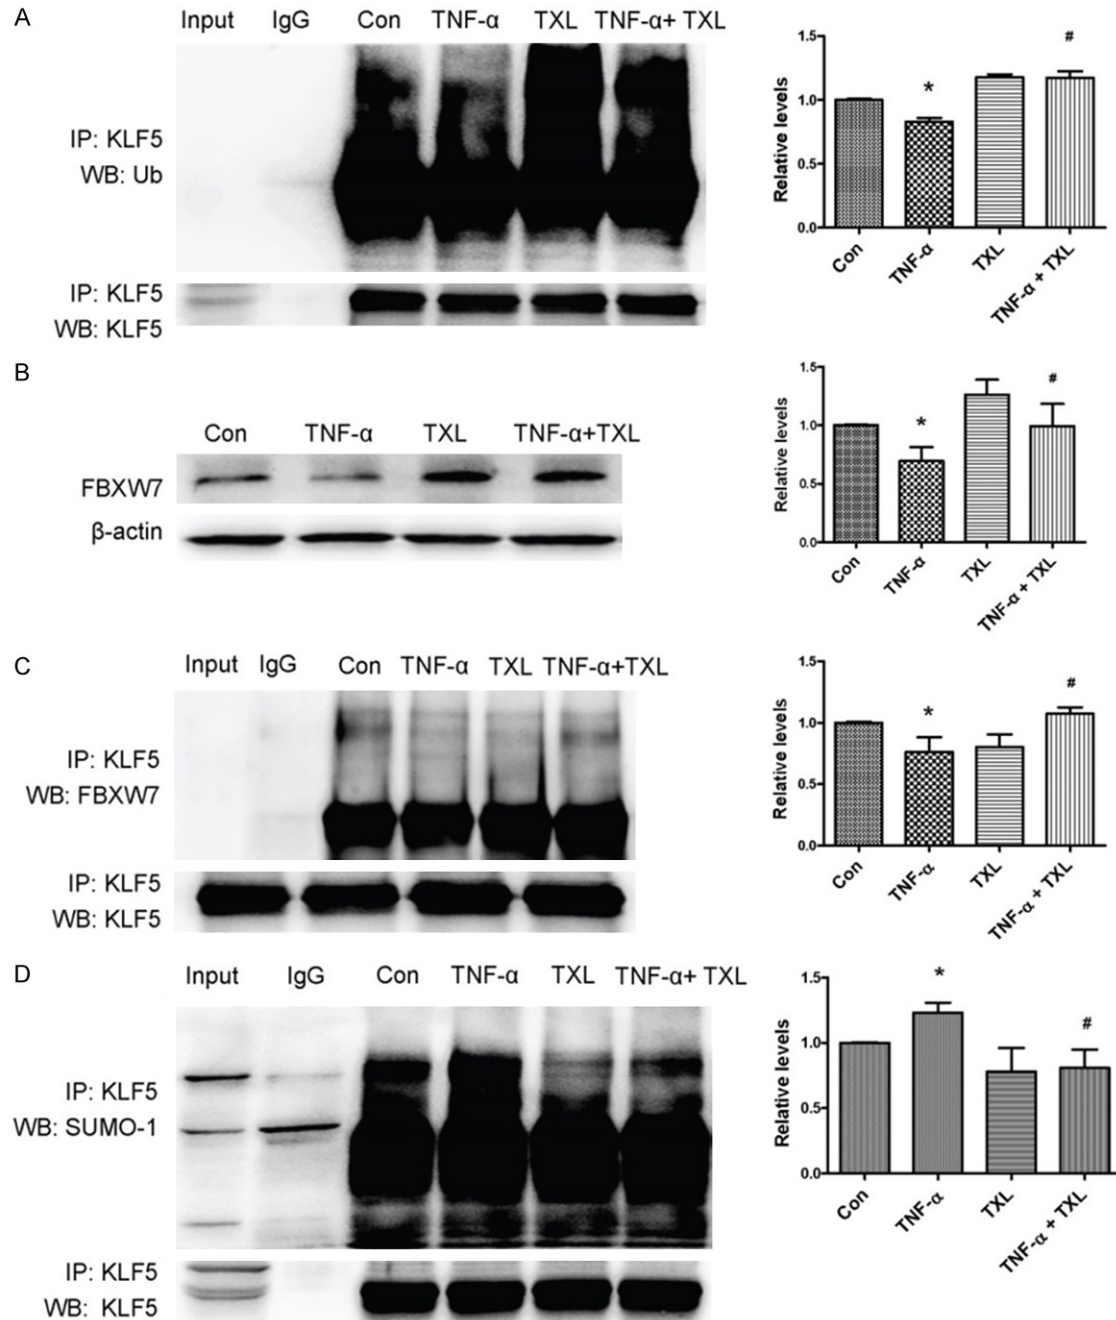 A
Input IgG Con TNF-α TXL TNF-α+ TXL
IP: KLF5
WB: Ub
IP: KLF5
WB: KLF5
Relative levels
1.5
1.0
0.5
0.0
*
#
Con
TNF-α
TXL
TNF-α + TXL
B
Con TNF-α TXL TNF-α+TXL
FBXW7
β-actin
Relative levels
1.5
1.0
0.5
0.0
*
#
Con
TNF-α
TXL
TNF-α + TXL
C
Input IgG Con TNF-α TXL TNF-α+TXL
IP: KLF5
WB: FBXW7
IP: KLF5
WB: KLF5
Relative levels
1.5
1.0
0.5
0.0
*
#
Con
TNF-α
TXL
TNF-α + TXL
D
Input IgG Con TNF-α TXL TNF-α+ TXL
IP: KLF5
WB: SUMO-1
IP: KLF5
WB: KLF5
Relative levels
1.5
1.0
0.5
0.0
*
#
Con
TNF-α
TXL
TNF-α + TXL